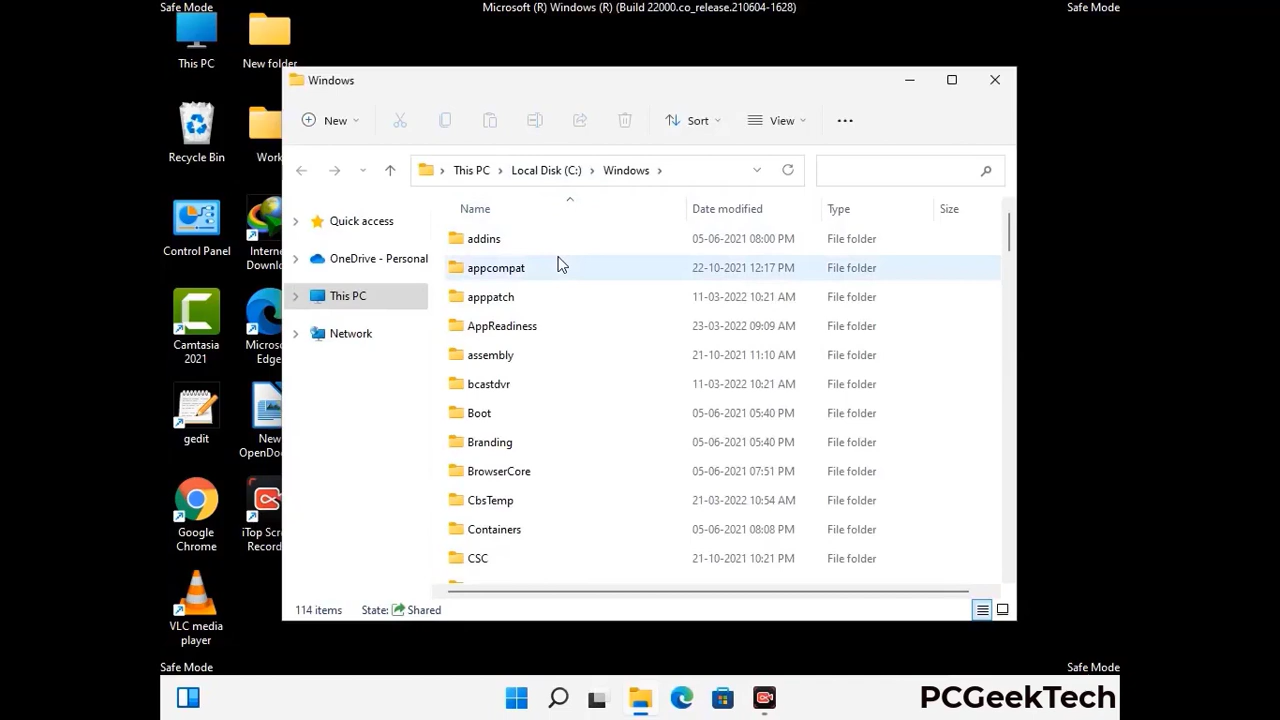 Safe Mode
Microsoft (R) Windows (R) (Build 22000.co_release.210604-1628)
Safe Mode
This PC
New folder
Recycle Bin
Work
Control Panel
Internet
Downlo
Camtasia
2021
Micros
Edge
gedit
New
OpenDo
Google
Chrome
iTop Scre
Record
VLC media
player
Windows
New
Sort
View
This PC
Local Disk (C:)
Windows
Quick access
OneDrive - Personal
This PC
Network
Name Date modified Type Size
addins 05-06-2021 08:00 PM File folder
appcompat 22-10-2021 12:17 PM File folder
apppatch 11-03-2022 10:21 AM File folder
AppReadiness 23-03-2022 09:09 AM File folder
assembly 21-10-2021 11:10 AM File folder
bcastdvr 11-03-2022 10:21 AM File folder
Boot 05-06-2021 05:40 PM File folder
Branding 05-06-2021 05:40 PM File folder
BrowserCore 05-06-2021 07:51 PM File folder
CbsTemp 21-03-2022 10:54 AM File folder
Containers 05-06-2021 08:08 PM File folder
CSC 21-10-2021 10:21 PM File folder
114 items State: Shared
Safe Mode
Safe Mode
PCGeekTech